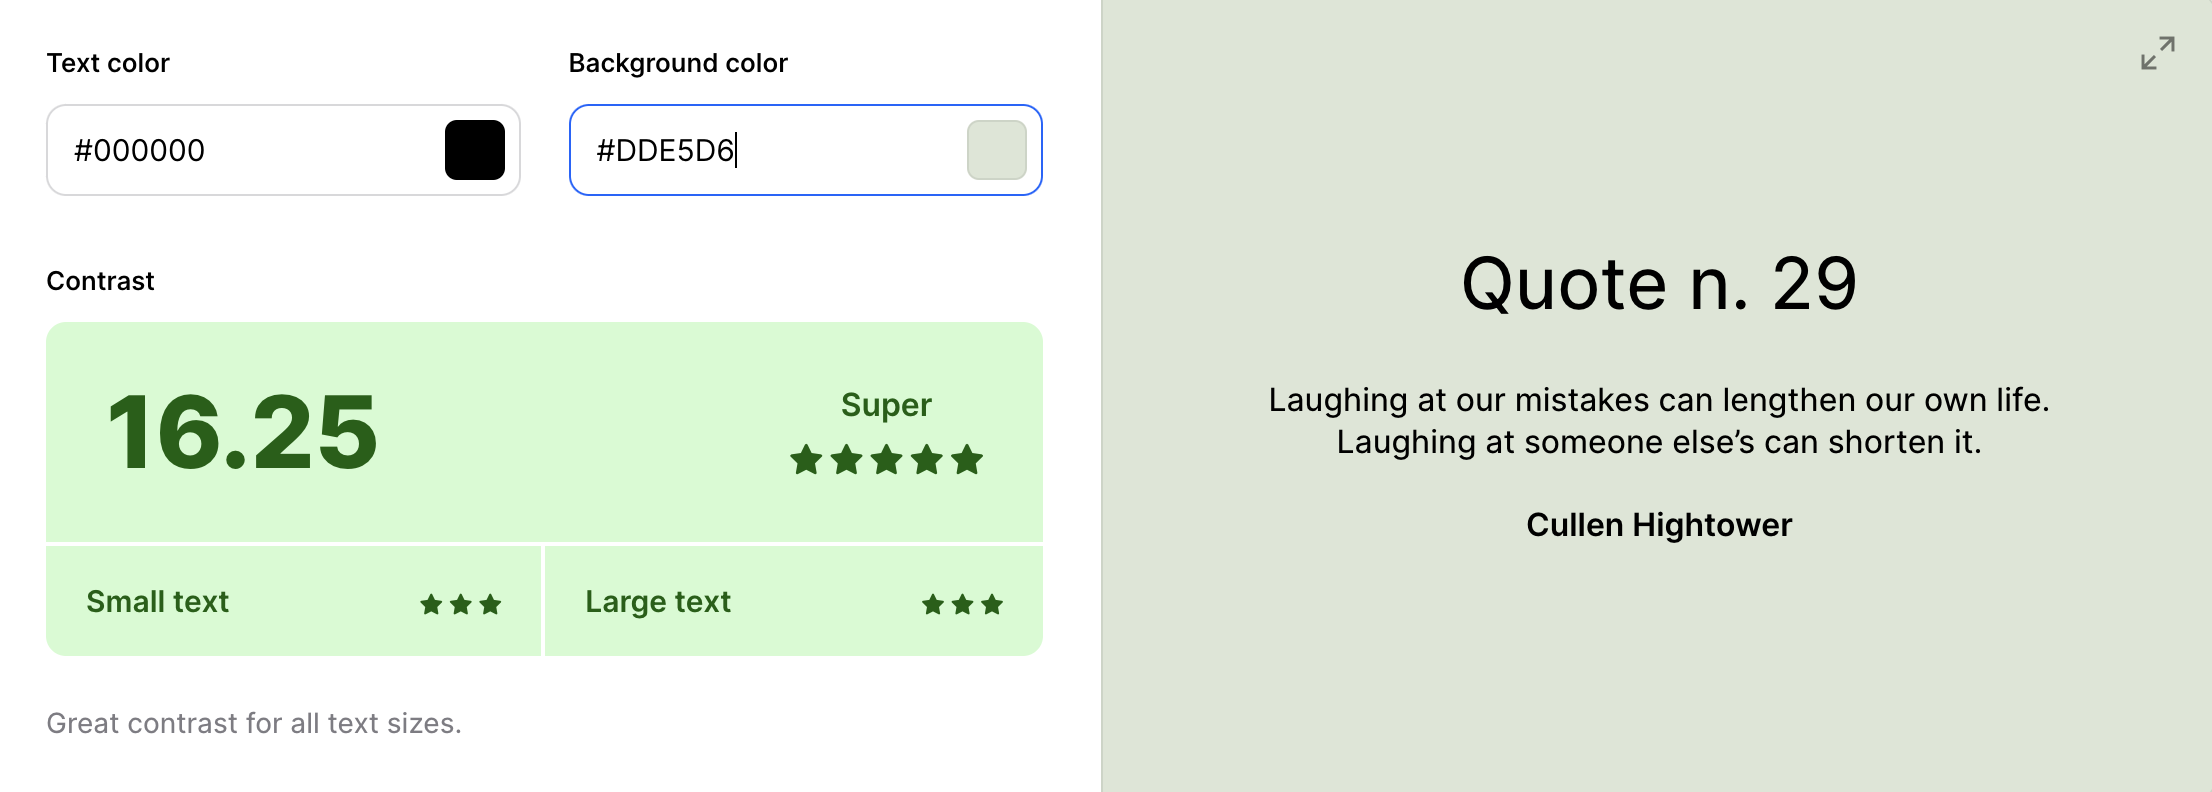 Text color
#000000
Background color
#DDE5D6
Contrast
16.25
Super
Small text
Large text
Great contrast for all text sizes.
Quote n. 29
Laughing at our mistakes can lengthen our own life.
Laughing at someone else’s can shorten it.
Cullen Hightower